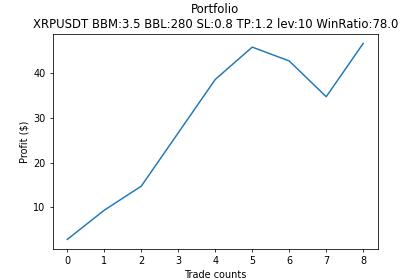 Portfolio
XRPUSDT BBM:3.5 BBL:280 SL:0.8 TP:1.2 lev:10 WinRatio:78.0
40
30
20
10
Profit ($)
0 1 2 3 4 5 6 7 8
Trade counts